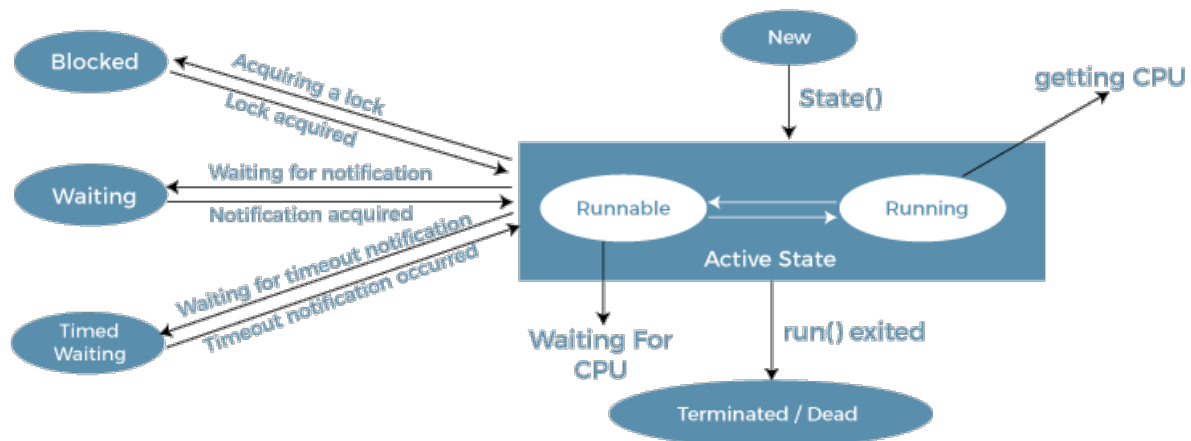 New
Blocked
Acquiring a lock
Lock acquired
State()
getting CPU
Waiting
Waiting for notification
Notification acquired
Runnable
Running
Active State
Waiting for timeout notification
Timeout notification occurred
Timed
Waiting
Waiting For
CPU
run() exited
Terminated / Dead